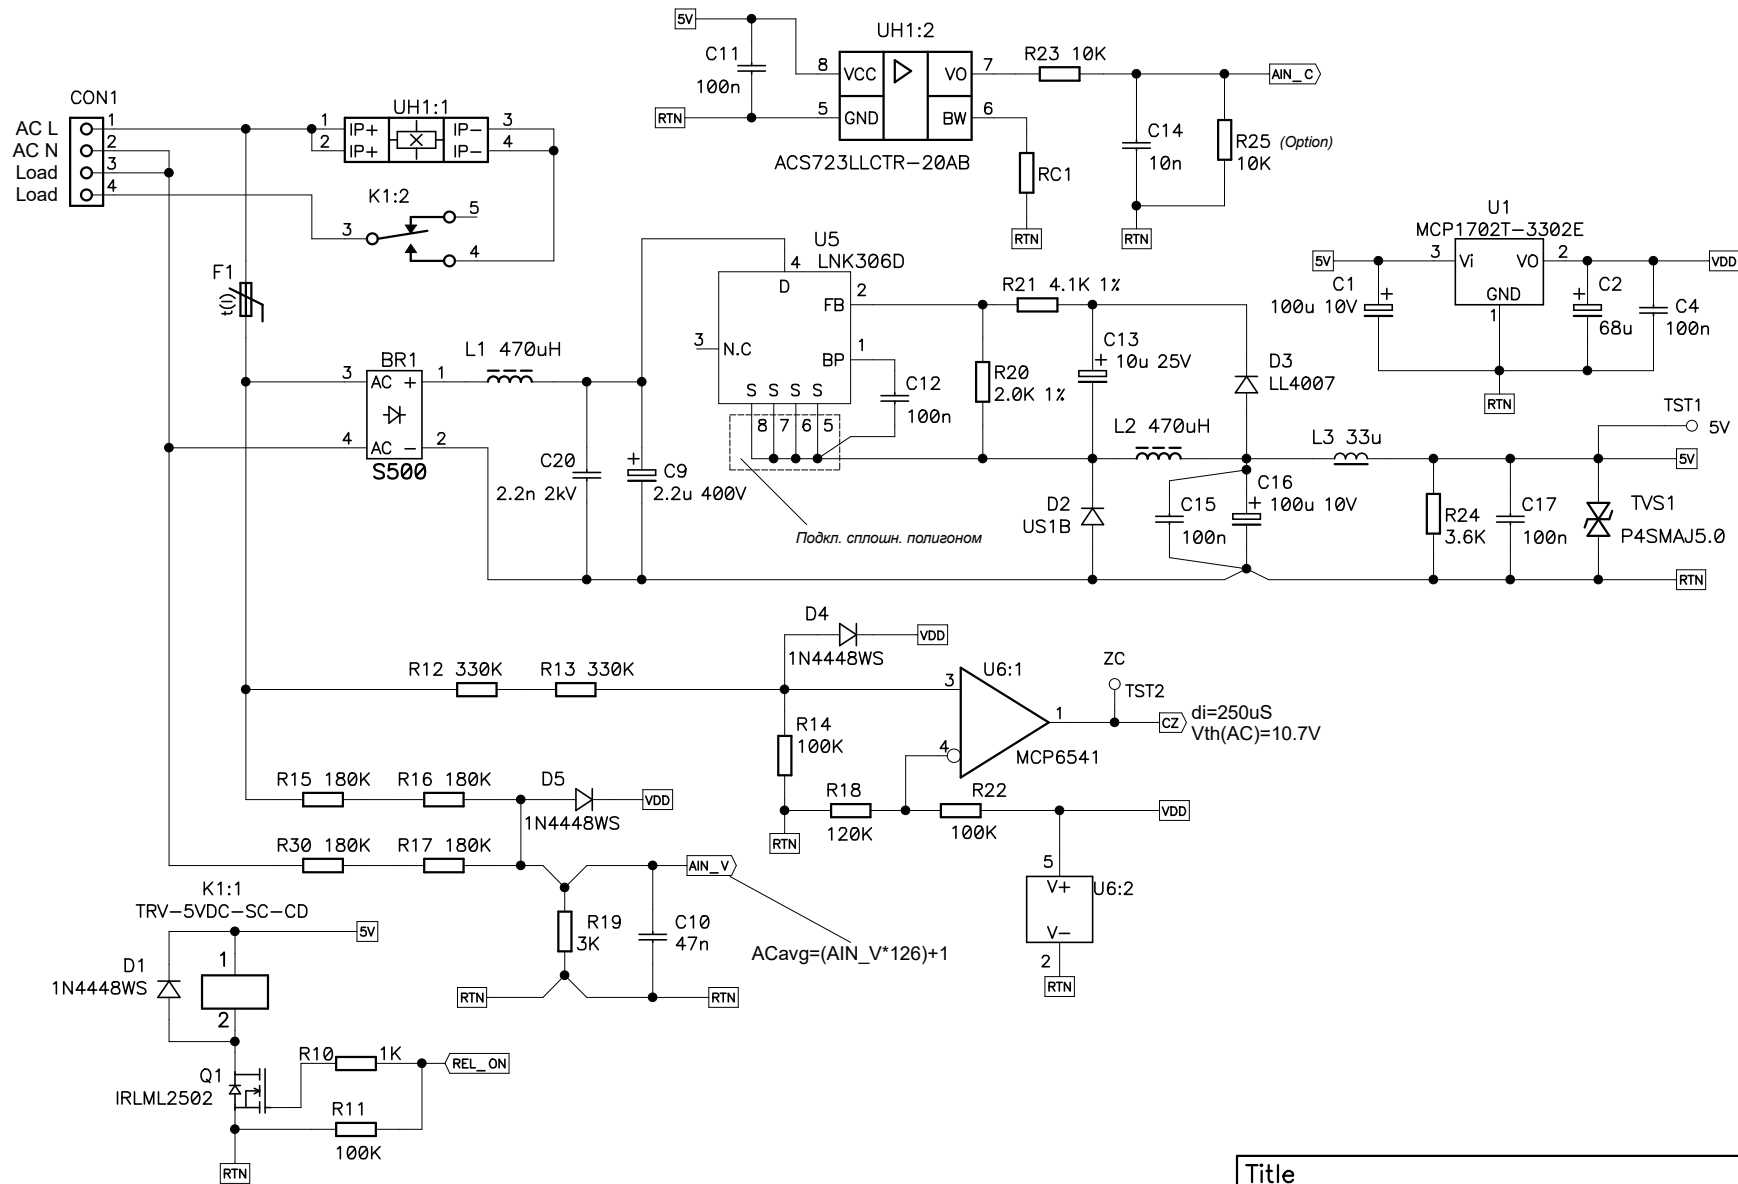 5V
UH1:2
C11
100n
8
VCC
VO
7
R23 10K
AIN_C
RTN
5
GND
BW
6
ACS723LLCTR-20AB
RC1
RTN
C14
10n
R25 (Option)
10K
RTN
CON1
AC L
1
AC N
2
Load
3
Load
4
UH1:1
1
IP+
IP-
3
2
IP+
IP-
4
K1:2
3
5
4
F1
t(I)
BR1
3
AC +
1
4
AC -
2
S500
L1 470uH
C20
2.2n 2kV
+
C9
2.2u 400V
U5
LNK306D
4
D
FB
2
3
N.C
BP
1
S S S S
8 7 6 5
C12
100n
Подкл. сплошн. полигоном
R21 4.1K 1%
R20
2.0K 1%
C13
+ 10u 25V
D3
LL4007
L2 470uH
D2
US1B
C15
100n
C16
+ 100u 10V
L3 33u
R24
3.6K
C17
100n
TST1
5V
5V
TVS1
P4SMAJ5.0
RTN
U1
MCP1702T-3302E
5V
3
Vi
VO
2
VDD
GND
1
C1
+
100u 10V
C2
+
68u
C4
100n
RTN
D4
1N4448WS
VDD
R12 330K
R13 330K
R14
100K
RTN
3
U6:1
4
1
MCP6541
ZC
TST2
CZ
di=250uS
Vth(AC)=10.7V
R18
120K
R22
100K
VDD
5
V+
U6:2
V-
2
RTN
R15 180K
R16 180K
D5
1N4448WS
VDD
R30 180K
R17 180K
AIN_V
R19
3K
C10
47n
ACavg=(AIN_V*126)+1
RTN
RTN
K1:1
TRV-5VDC-SC-CD
5V
1
D1
1N4448WS
2
Q1
IRLML2502
R10 1K
REL_ON
R11
100K
RTN
Title